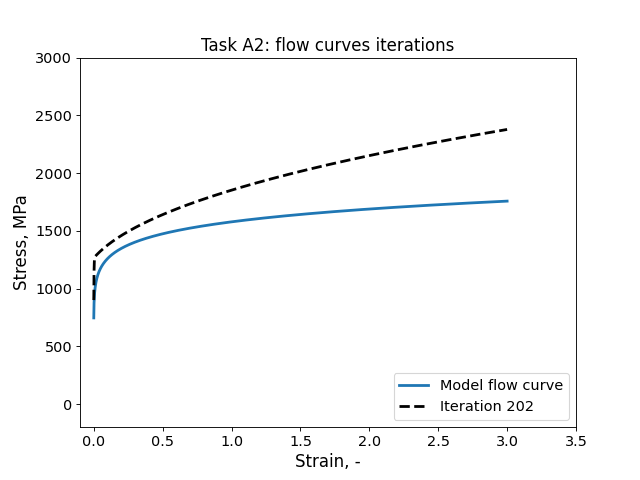 Task A2: flow curves iterations
3000
2500
2000
1500
1000
500
0
Stress, MPa
0.0 0.5 1.0 1.5 2.0 2.5 3.0 3.5
Strain, -
Model flow curve
Iteration 202